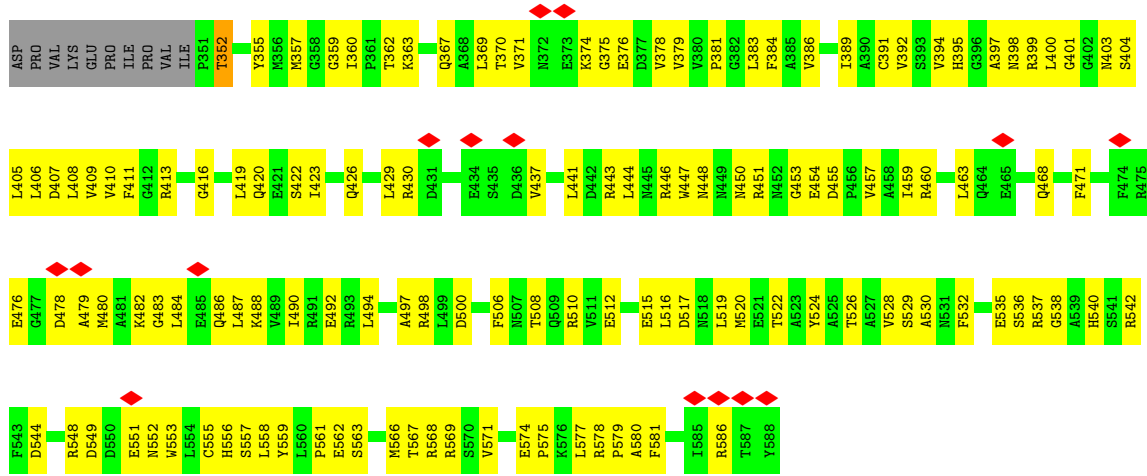 ASP PRO VAL LYS GLU PRO ILE PRO VAL ILE P351 T352 Y355 M356 M357 G358 G359 I360 P361 T362 K363 Q367 A368 L369 T370 V371 N372 E373 K374 G375 E376 D377 V378 V379 V380 P381 G382 L383 F384 A385 V386 I389 A390 C391 V392 S393 V394 H395 G396 A397 N398 R399 L400 G401 G402 N403 S404
L405 L406 D407 L408 V409 V410 F411 G412 R413 G416 L419 Q420 E421 S422 I423 Q426 L429 R430 D431 E434 S435 D436 V437 L441 D442 R443 L444 N445 R446 W447 N448 N449 N450 R451 N452 G453 E454 D455 P456 V457 A458 I459 R460 L463 Q464 E465 Q468 F471 F474 R475
E476 G477 D478 A479 M480 A481 K482 G483 L484 E485 Q486 L487 K488 V489 I490 R491 E492 R493 L494 A497 R498 L499 D500 F506 N507 T508 Q509 R510 V511 E512 E515 L516 D517 N518 L519 M520 E521 T522 A523 Y524 A525 T526 A527 V528 S529 A530 N531 F532 E535 S536 R537 G538 A539 H540 S541 R542
F543 D544 R548 D549 D550 E551 N552 W553 L554 C555 H556 S557 L558 Y559 L560 P561 E562 S563 M566 T567 R568 R569 S570 V571 E574 P575 K576 L577 R578 P579 A580 F581 I585 R586 T587 Y588